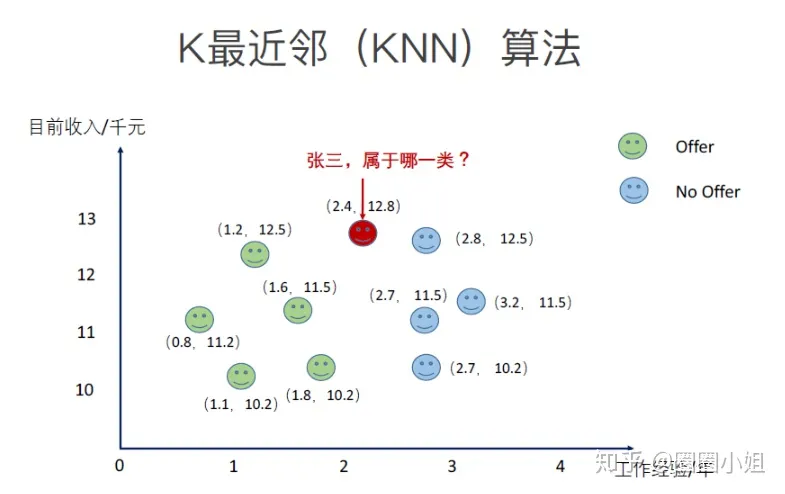 K最近邻（KNN）算法
目前收入/千元
张三，属于哪一类？
Offer
No Offer
（2.4， 12.8）
13
（1.2， 12.5）
（2.8， 12.5）
12
（1.6， 11.5）
（2.7， 11.5）
（3.2， 11.5）
11
（0.8， 11.2）
10
（1.1， 10.2）
（1.8， 10.2）
（2.7， 10.2）
0
1
2
3
4
工作经验/年
知乎 @圈圈小姐